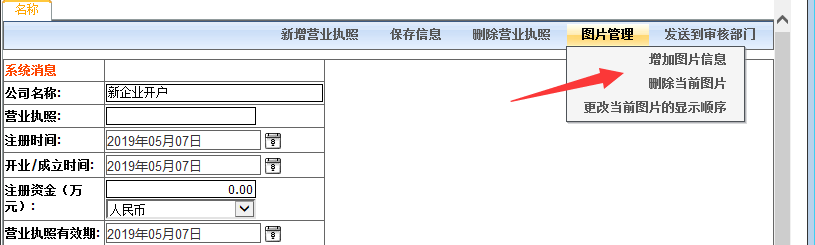 名称
新增营业执照 保存信息 删除营业执照 图片管理 发送到审核部门
增加图片信息
删除当前图片
更改当前图片的显示顺序
系统消息
公司名称: 新企业开户
营业执照:
注册时间: 2019年05月07日
开业/成立时间: 2019年05月07日
注册资金（万元）: 0.00
人民币
营业执照有效期: 2019年05月07日